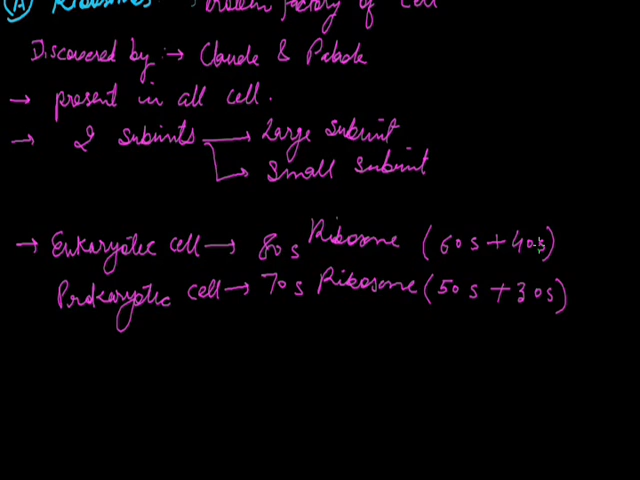 (A) Ribosomes : Protein factory of cell
Discovered by :→ Claude & Palade
→ present in all cell.
→ 2 subunits → Large subunit
→ Small subunit
→ Eukaryotic cell → 80s Ribosome (60s + 40s)
Prokaryotic cell → 70s Ribosome (50s + 30s)